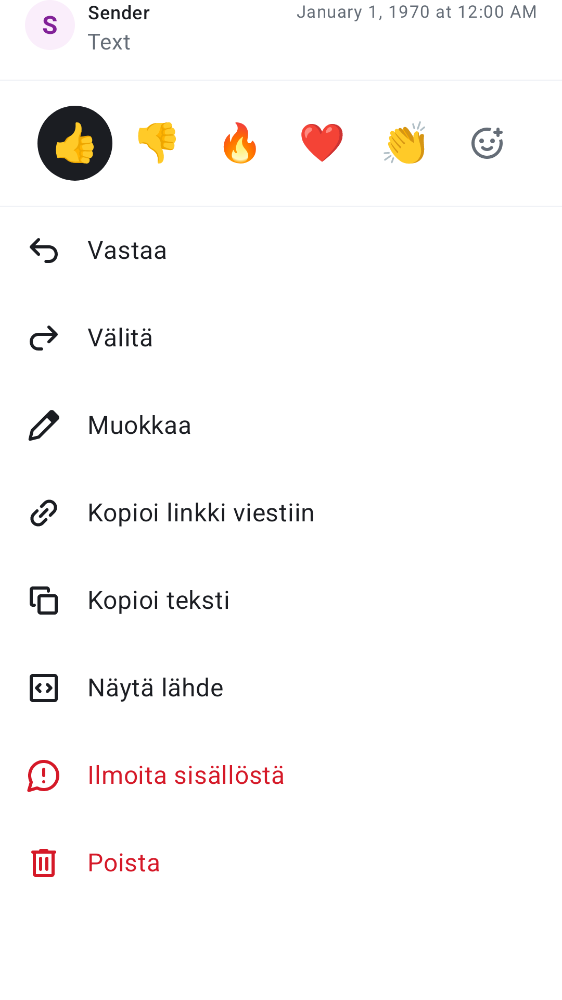 S
Sender
January 1, 1970 at 12:00 AM
Text
Vastaa
Välitä
Muokkaa
Kopioi linkki viestiin
Kopioi teksti
Näytä lähde
Ilmoita sisällöstä
Poista